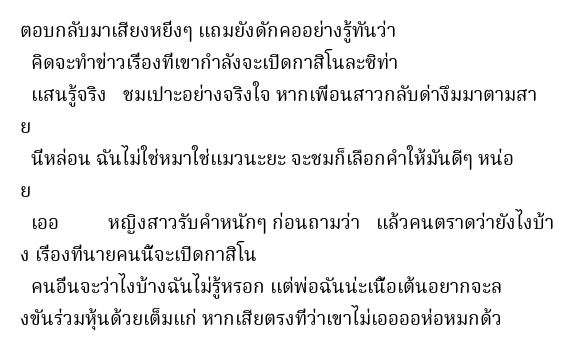 ตอบกลับมาเสียงหยิ่งๆ แถมยังดักคออย่างรู้ทันว่า
คิดจะทำข่าวเรื่องที่เขากำลังจะเปิดกาสิโนละซิท่า
แสนรู้จริง ชมเปาะอย่างจริงใจ หากเพื่อนสาวกลับด่างึมมาตามสา
ย
นี่หล่อน ฉันไม่ใช่หมาใช่แมวนะยะ จะชมก็เลือกคำให้มันดีๆ หน่อ
ย
เออ หญิงสาวรับคำหนักๆ ก่อนถามว่า แล้วคนตราดว่ายังไงบ้า
ง เรื่องที่นายคนนี้จะเปิดกาสิโน
คนอื่นจะว่าไงบ้างฉันไม่รู้หรอก แต่พ่อฉันน่ะเนื้อเต้นอยากจะล
งขันร่วมหุ้นด้วยเต็มแก่ หากเสียตรงที่ว่าเขาไม่เออออห่อหมกด้ว